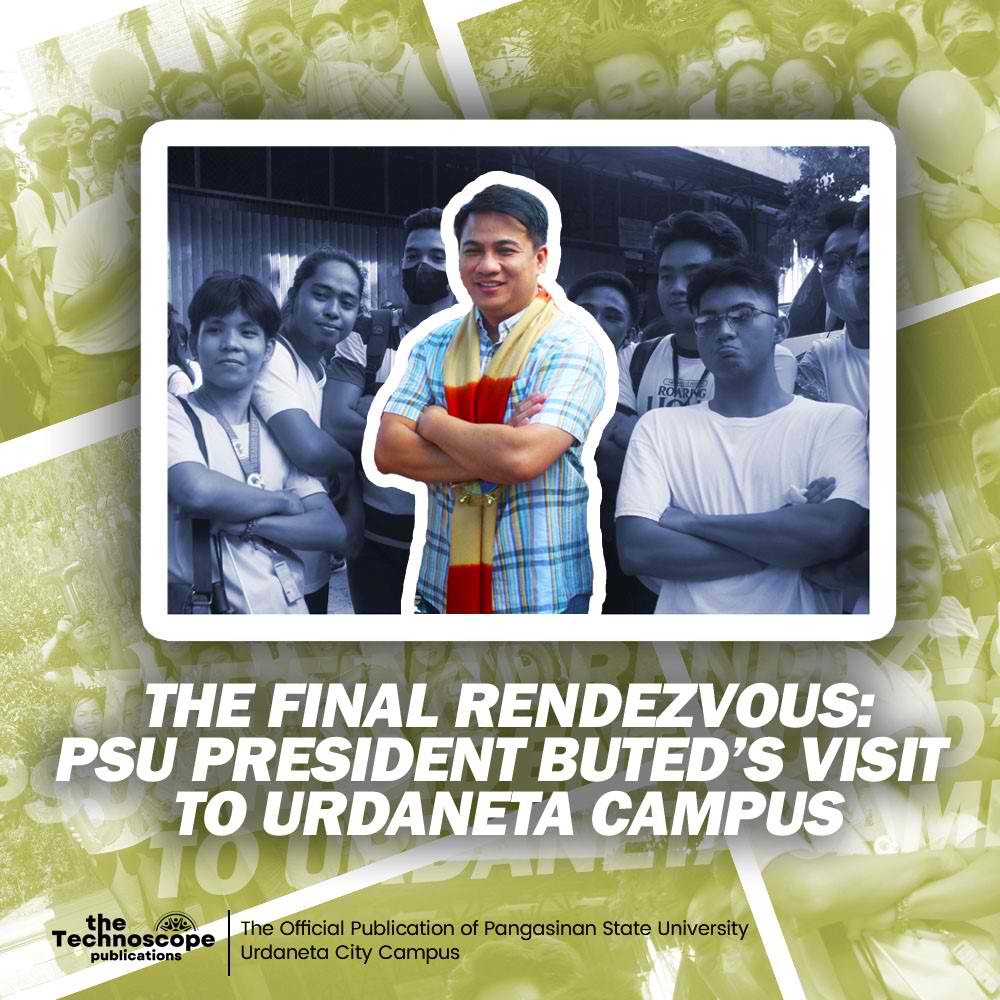 ROARING
THE FINAL RENDEZVOUS:
PSU PRESIDENT BUTED'S VISIT
TO URDANETA CAMPUS
the
Technoscope
publications
The Official Publication of Pangasinan State University
Urdaneta City Campus